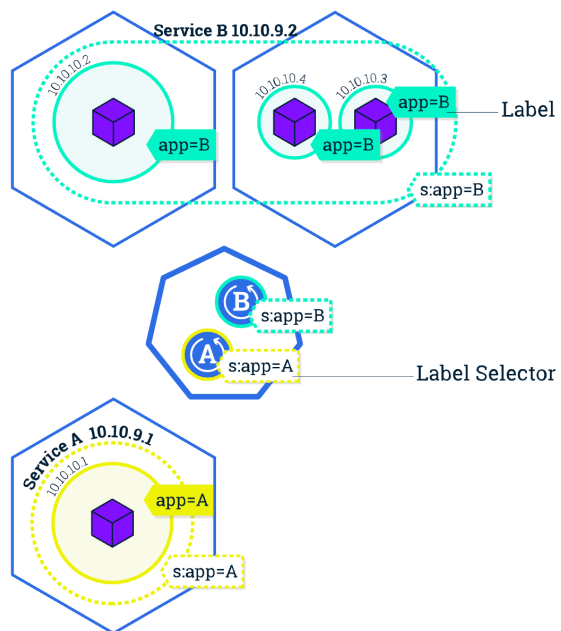 Service B 10.10.9.2
10.10.10.2
10.10.10.4
10.10.10.3
app=B
Label
app=B
app=B
s:app=B
B
s:app=B
A
s:app=A
Label Selector
Service A 10.10.9.1
10.10.10.1
app=A
s:app=A